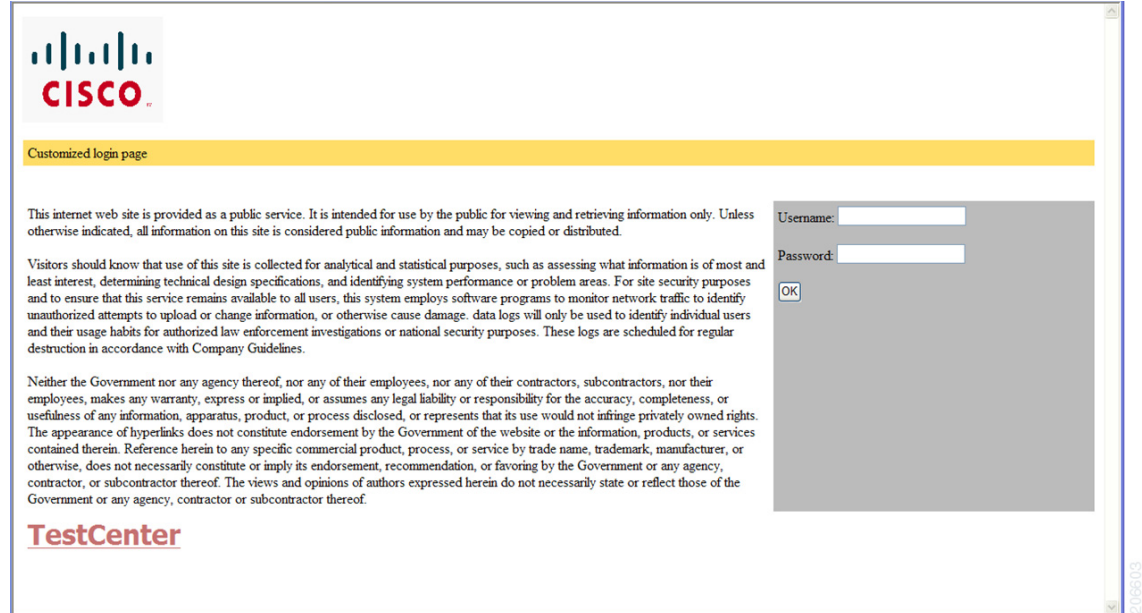 CISCO
Customized login page
This internet web site is provided as a public service. It is intended for use by the public for viewing and retrieving information only. Unless
otherwise indicated, all information on this site is considered public information and may be copied or distributed.
Visitors should know that use of this site is collected for analytical and statistical purposes, such as assessing what information is of most and
least interest, determining technical design specifications, and identifying system performance or problem areas. For site security purposes
and to ensure that this service remains available to all users, this system employs software programs to monitor network traffic to identify
unauthorized attempts to upload or change information, or otherwise cause damage. data logs will only be used to identify individual users
and their usage habits for authorized law enforcement investigations or national security purposes. These logs are scheduled for regular
destruction in accordance with Company Guidelines.
Neither the Government nor any agency thereof, nor any of their employees, nor any of their contractors, subcontractors, nor their
employees, makes any warranty, express or implied, or assumes any legal liability or responsibility for the accuracy, completeness, or
usefulness of any information, apparatus, product, or process disclosed, or represents that its use would not infringe privately owned rights.
The appearance of hyperlinks does not constitute endorsement by the Government of the website or the information, products, or services
contained therein. Reference herein to any specific commercial product, process, or service by trade name, trademark, manufacturer, or
otherwise, does not necessarily constitute or imply its endorsement, recommendation, or favoring by the Government or any agency,
contractor, or subcontractor thereof. The views and opinions of authors expressed herein do not necessarily state or reflect those of the
Government or any agency, contractor or subcontractor thereof.
TestCenter
Username:
Password:
OK
206603